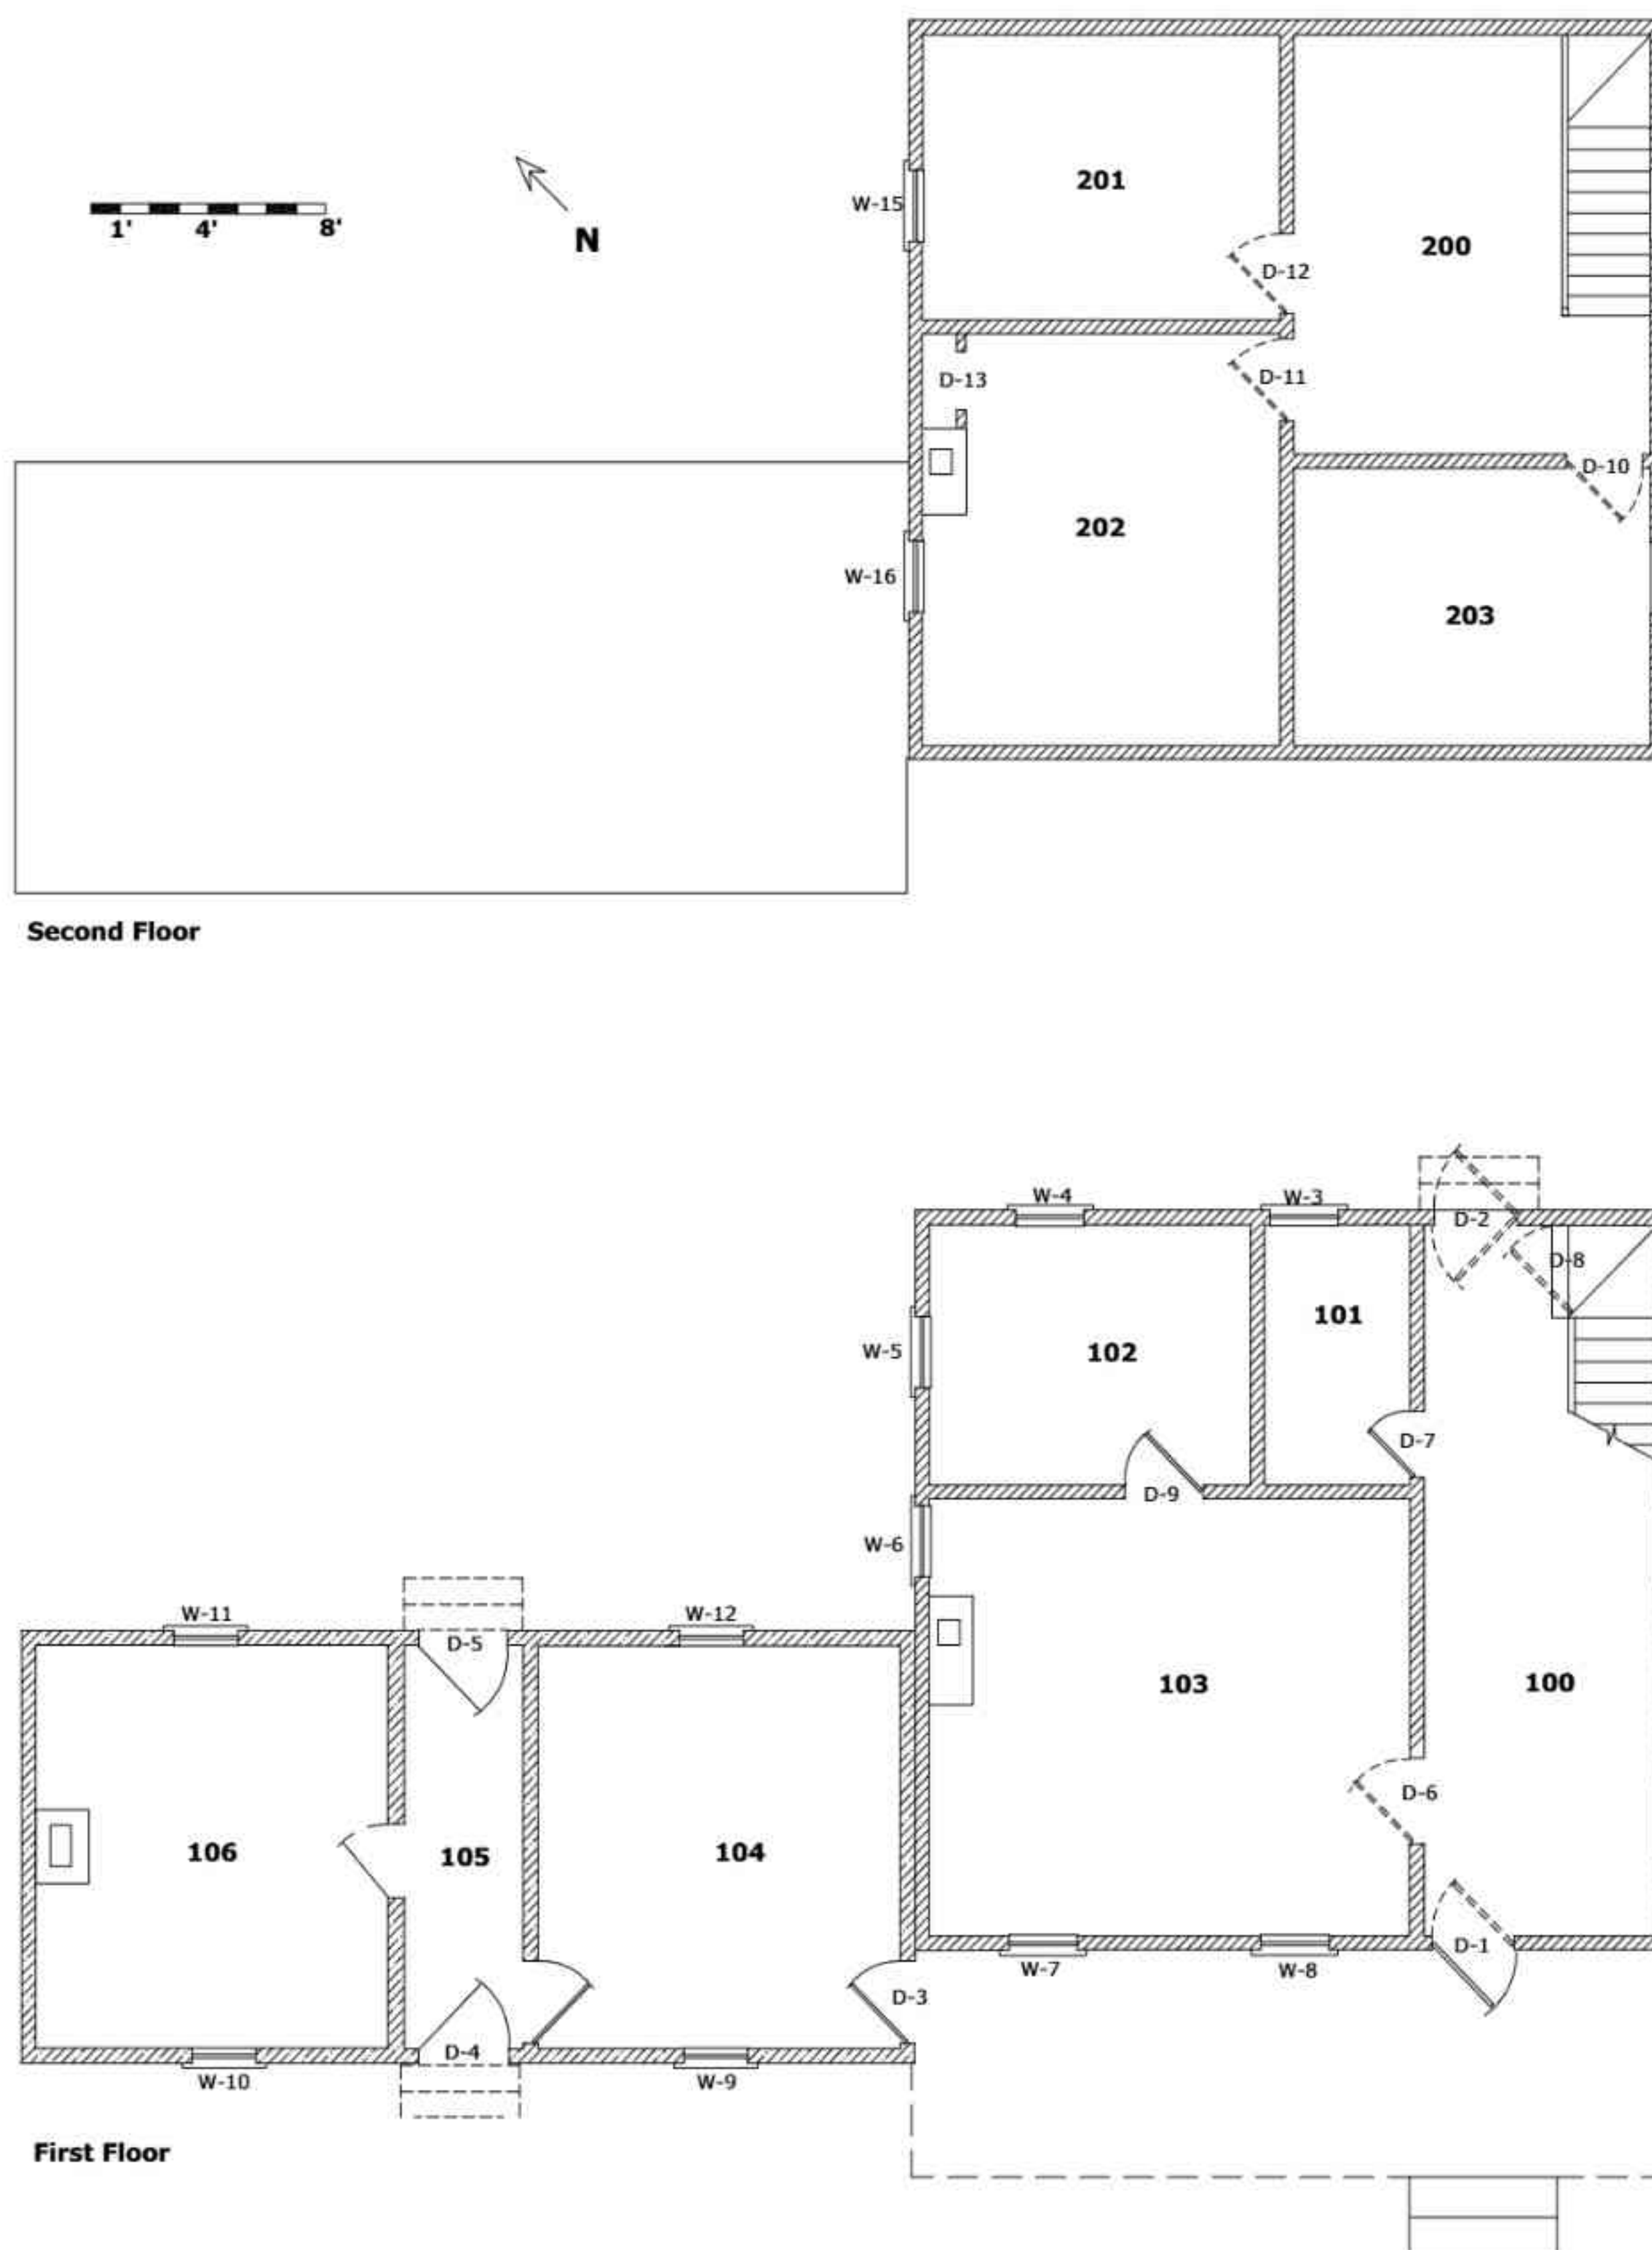 201
W-15
1' 4' 8'
N
200
D-12
D-13
D-11
D-10
202
W-16
203
Second Floor
W-4 W-3
D-2
D-8
101
W-5
102
D-7
D-9
W-6
W-11 W-12
D-5
103 100
D-6
106 105 104
D-1
W-7 W-8
D-3
D-4
W-10 W-9
First Floor